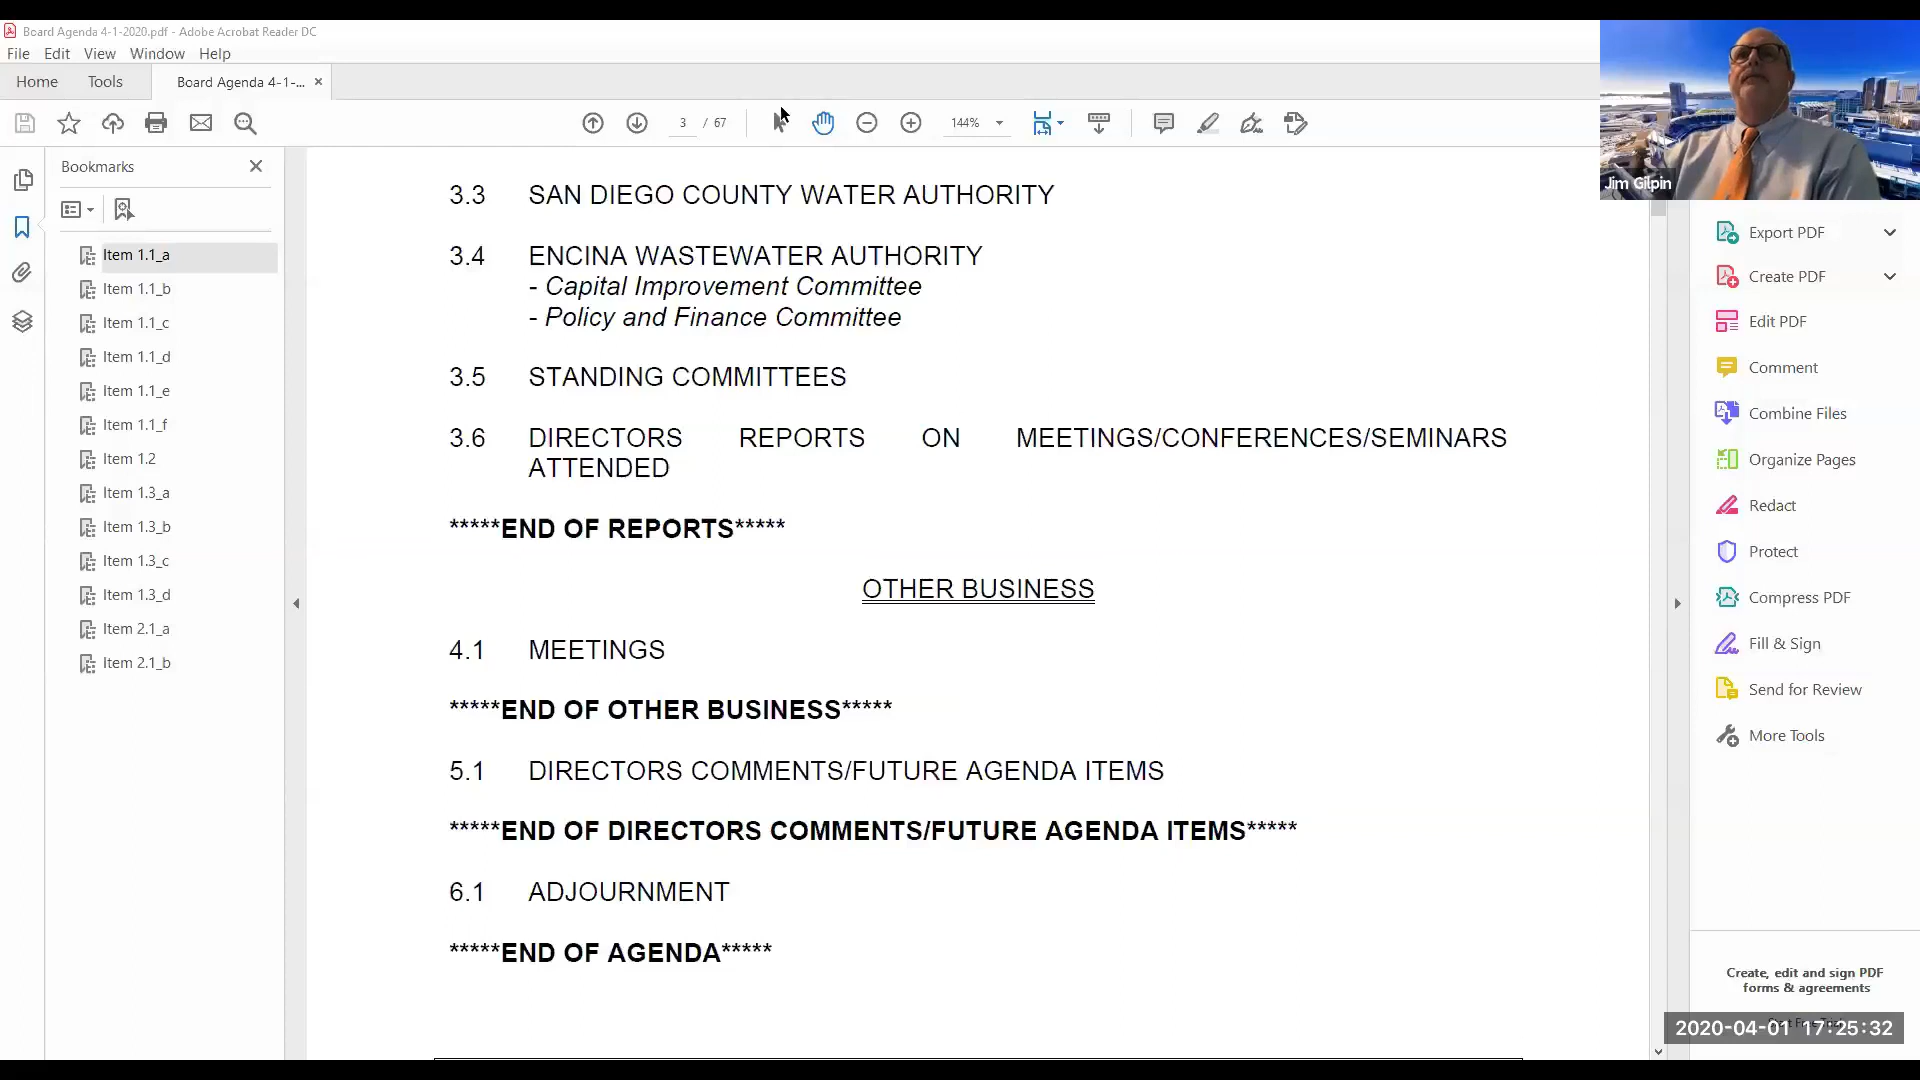 Board Agenda 4-1-2020.pdf - Adobe Acrobat Reader DC
File Edit View Window Help
Home Tools Board Agenda 4-1-... ×
3 / 67 144%
Jim Gilpin
Bookmarks
Item 1.1_a
Item 1.1_b
Item 1.1_c
Item 1.1_d
Item 1.1_e
Item 1.1_f
Item 1.2
Item 1.3_a
Item 1.3_b
Item 1.3_c
Item 1.3_d
Item 2.1_a
Item 2.1_b
3.3 SAN DIEGO COUNTY WATER AUTHORITY
3.4 ENCINA WASTEWATER AUTHORITY
- Capital Improvement Committee
- Policy and Finance Committee
3.5 STANDING COMMITTEES
3.6 DIRECTORS REPORTS ON MEETINGS/CONFERENCES/SEMINARS
ATTENDED
*****END OF REPORTS*****
OTHER BUSINESS
4.1 MEETINGS
*****END OF OTHER BUSINESS*****
5.1 DIRECTORS COMMENTS/FUTURE AGENDA ITEMS
*****END OF DIRECTORS COMMENTS/FUTURE AGENDA ITEMS*****
6.1 ADJOURNMENT
*****END OF AGENDA*****
Export PDF
Create PDF
Edit PDF
Comment
Combine Files
Organize Pages
Redact
Protect
Compress PDF
Fill & Sign
Send for Review
More Tools
Create, edit and sign PDF
forms & agreements
2020-04-01 17:25:32